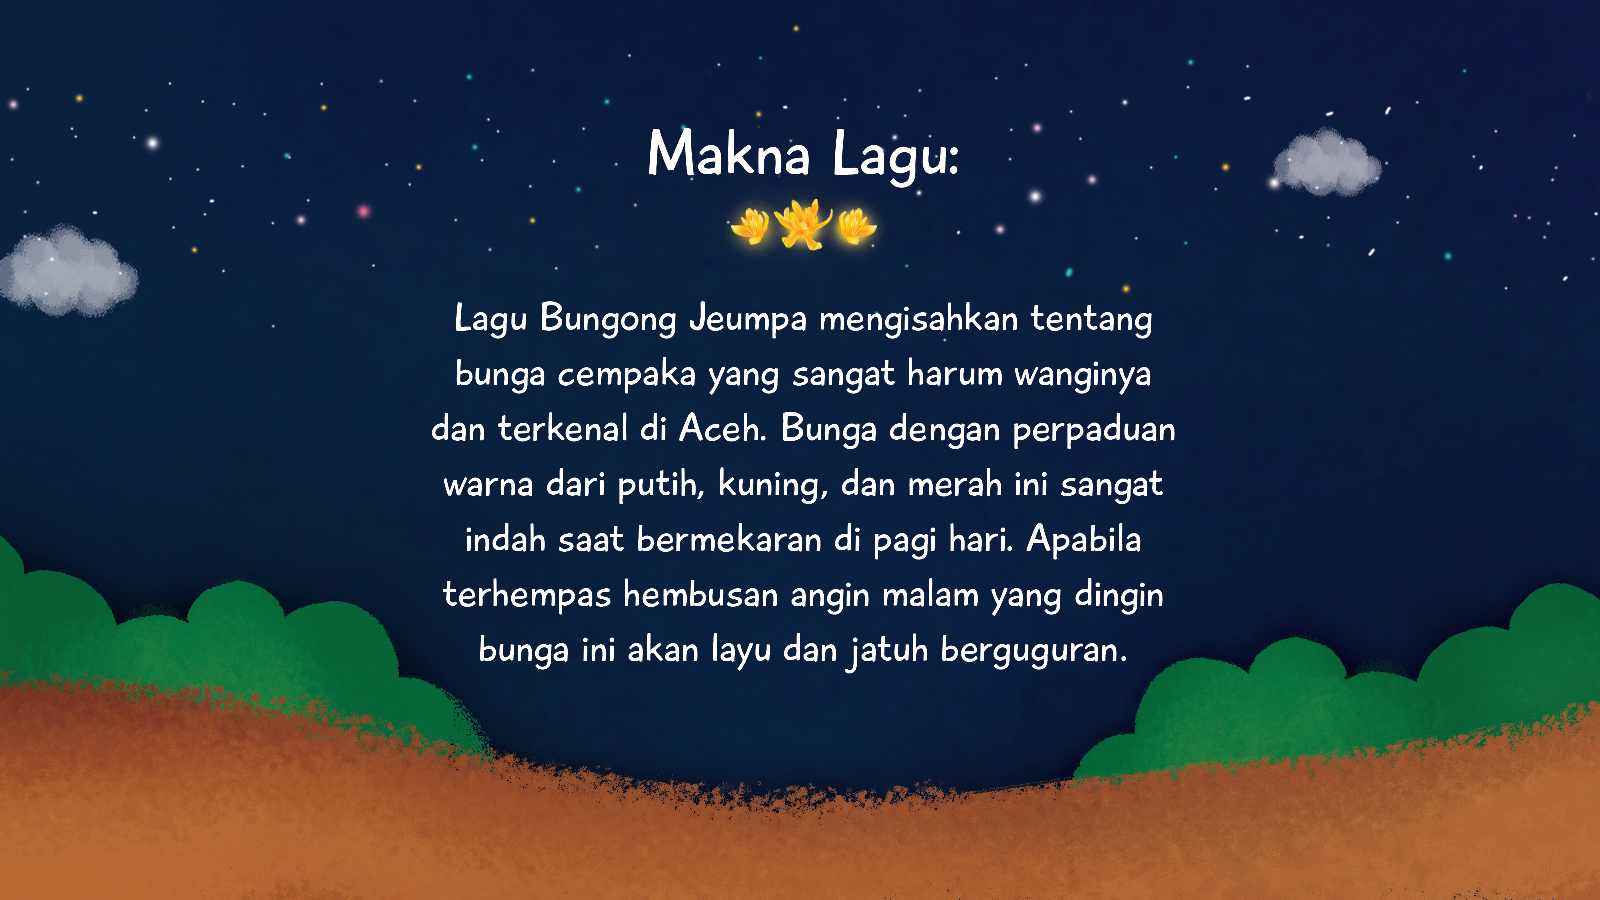 Makna Lagu:
Lagu Bungong Jeumpa mengisahkan tentang
bunga cempaka yang sangat harum wanginya
dan terkenal di Aceh. Bunga dengan perpaduan
warna dari putih, kuning, dan merah ini sangat
indah saat bermekaran di pagi hari. Apabila
terhempas hembusan angin malam yang dingin
bunga ini akan layu dan jatuh berguguran.